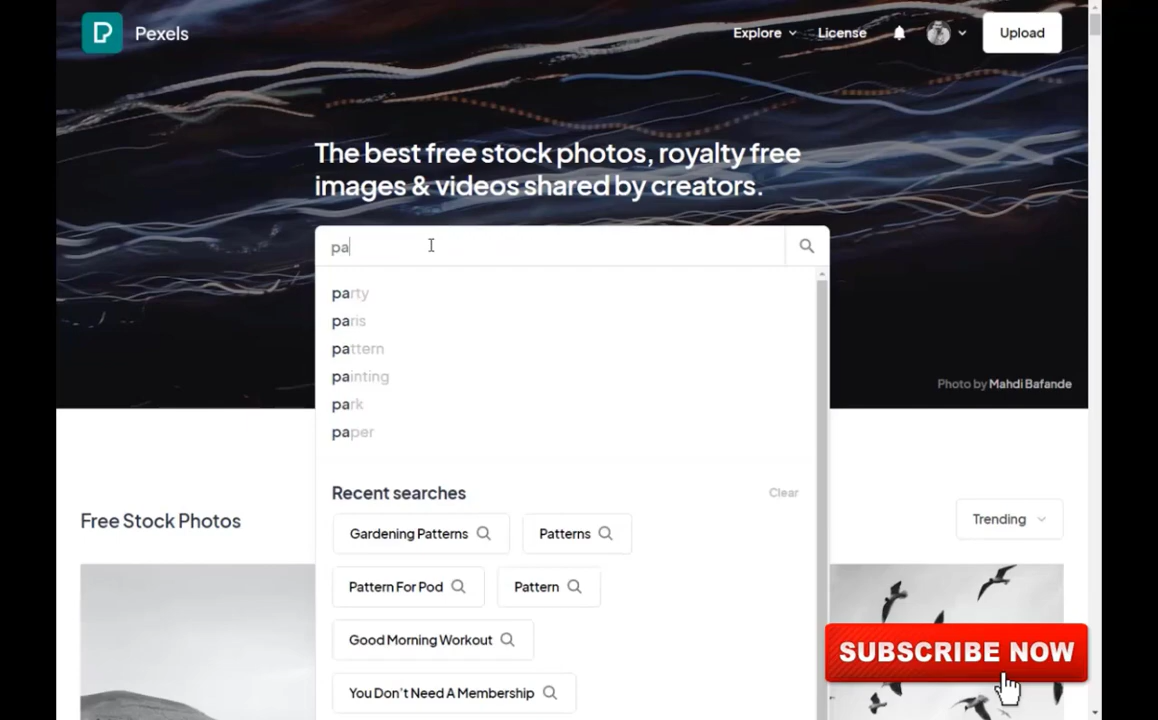 Pexels
Explore License Upload
The best free stock photos, royalty free
images & videos shared by creators.
pa
party
paris
pattern
painting
park
paper
Photo by Mahdi Bafande
Recent searches Clear
Free Stock Photos Trending
Gardening Patterns Patterns
Pattern For Pod Pattern
Good Morning Workout
SUBSCRIBE NOW
You Don't Need A Membership